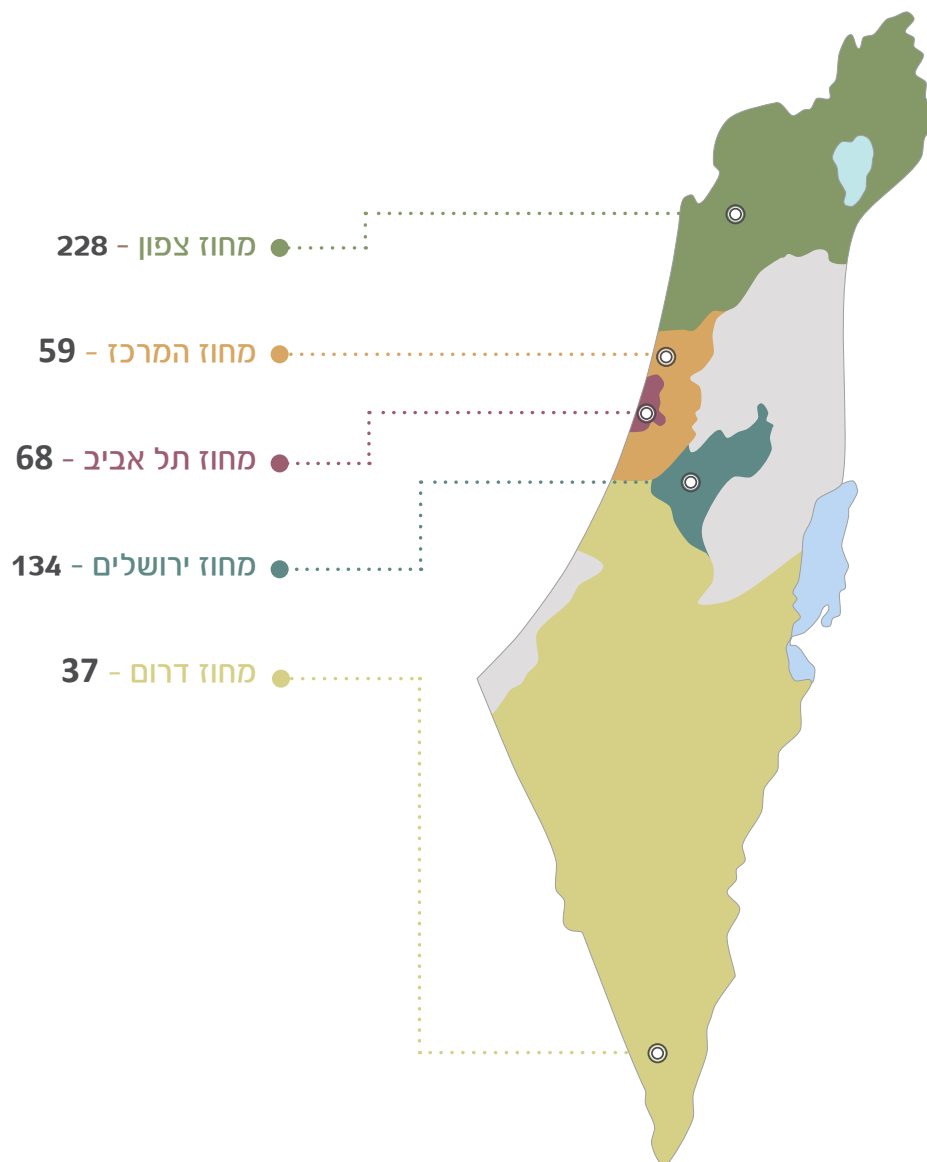 מחוז צפון - 228
מחוז המרכז - 59
מחוז תל אביב - 68
מחוז ירושלים - 134
מחוז דרום - 37